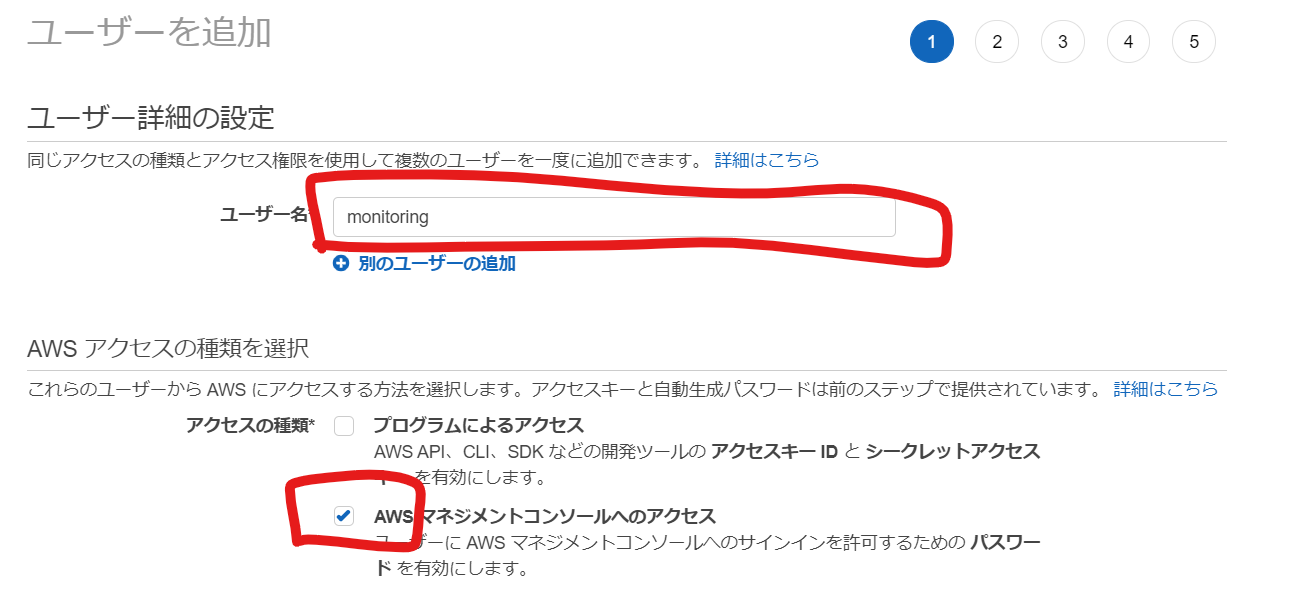 ユーザーを追加
1 2 3 4 5
ユーザー詳細の設定
同じアクセスの種類とアクセス権限を使用して複数のユーザーを一度に追加できます。 詳細はこちら
ユーザー名* monitoring
別のユーザーの追加
AWS アクセスの種類を選択
これらのユーザーから AWS にアクセスする方法を選択します。アクセスキーと自動生成パスワードは前のステップで提供されています。 詳細はこちら
アクセスの種類* プログラムによるアクセス
AWS API、CLI、SDK などの開発ツールの アクセスキー ID と シークレットアクセス
を有効にします。
AWS マネジメントコンソールへのアクセス
ユーザーに AWS マネジメントコンソールへのサインインを許可するための パスワー
ド を有効にします。